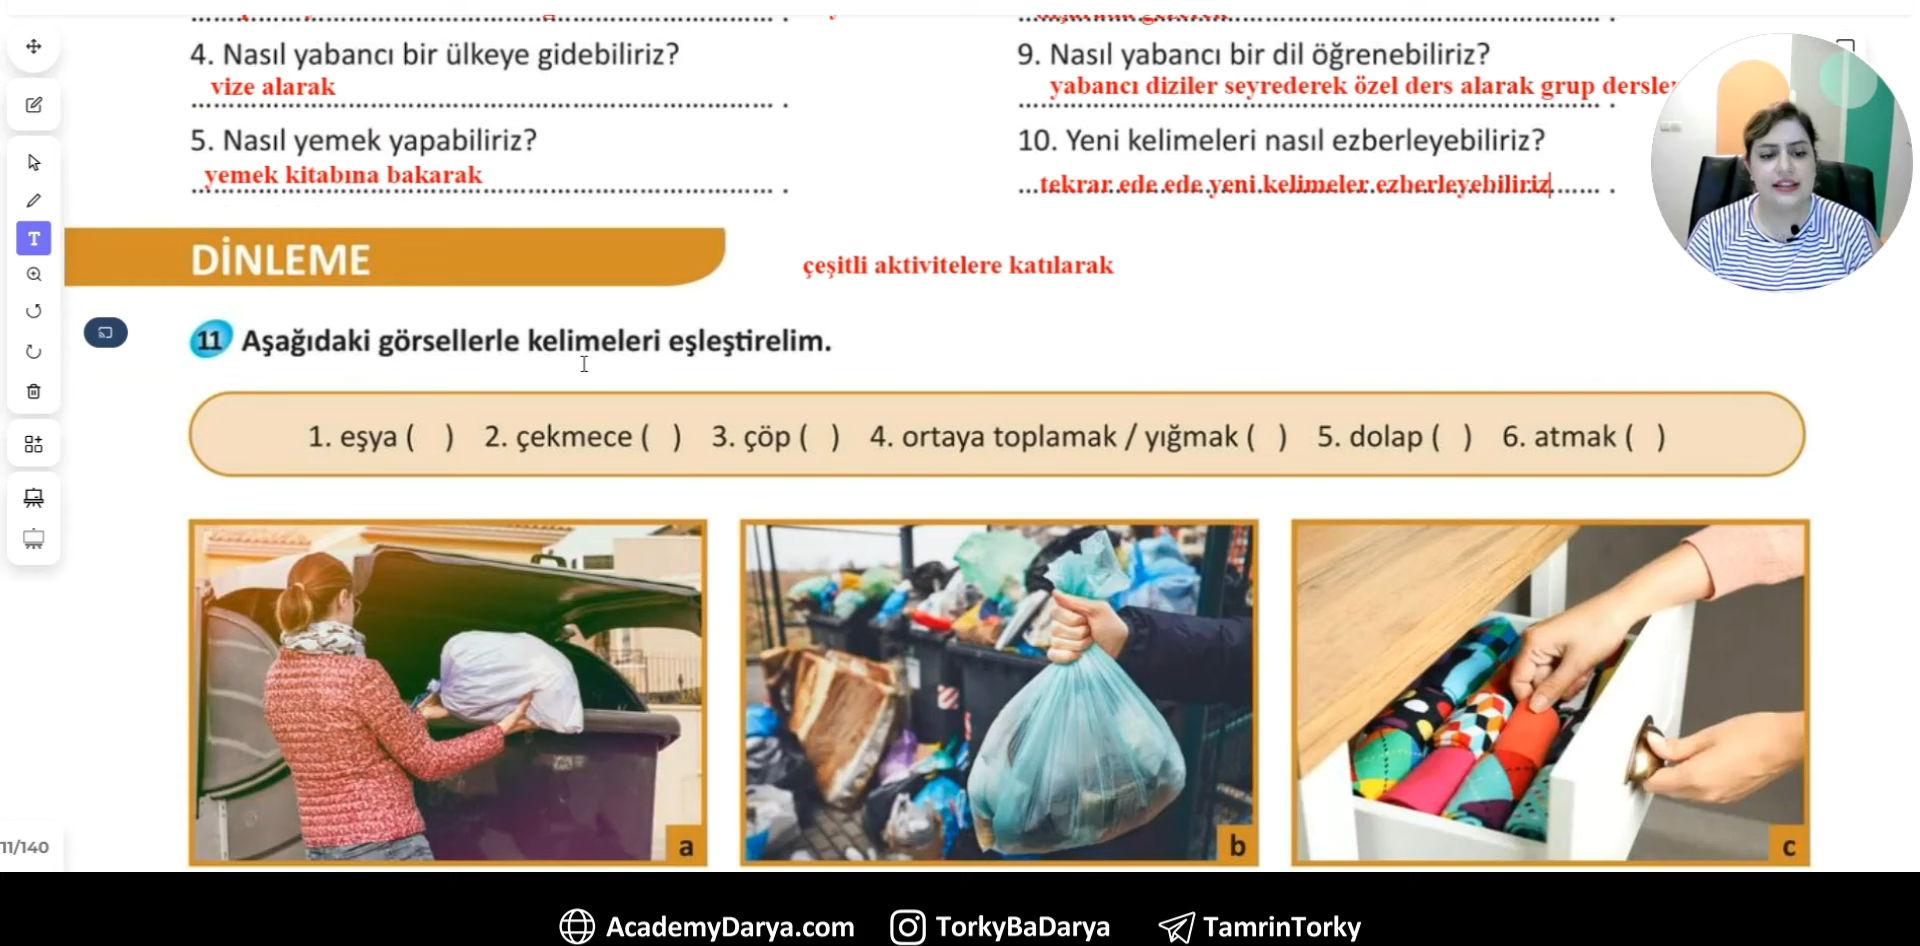 4. Nasıl yabancı bir ülkeye gidebiliriz?
vize alarak
5. Nasıl yemek yapabiliriz?
yemek kitabına bakarak
9. Nasıl yabancı bir dil öğrenebiliriz?
yabancı diziler seyrederek özel ders alarak grup
10. Yeni kelimeleri nasıl ezberleyebiliriz?
tekrar ede ede yeni kelimeler ezberleyebiliriz
DİNLEME
çeşitli aktivitelere katılarak
11 Aşağıdaki görsellerle kelimeleri eşleştirelim.
1. eşya ( ) 2. çekmece ( ) 3. çöp ( ) 4. ortaya toplamak / yığmak ( ) 5. dolap ( ) 6. atmak ( )
a
b
c
11/140
AcademyDarya.com TorkyBaDarya TamrinTorky